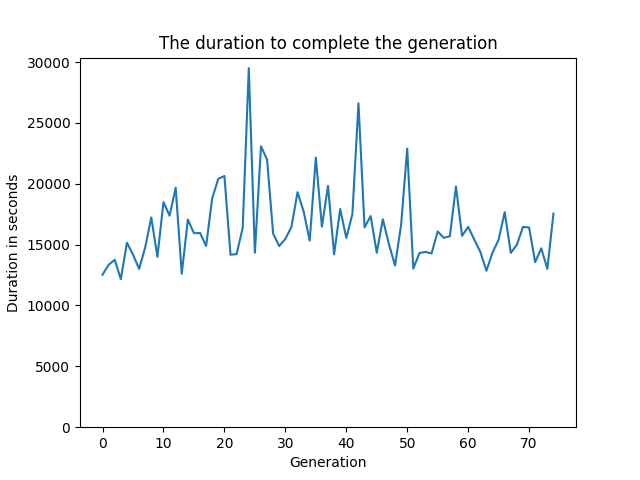 The duration to complete the generation
30000
25000
20000
15000
10000
5000
0
Duration in seconds
0 10 20 30 40 50 60 70
Generation